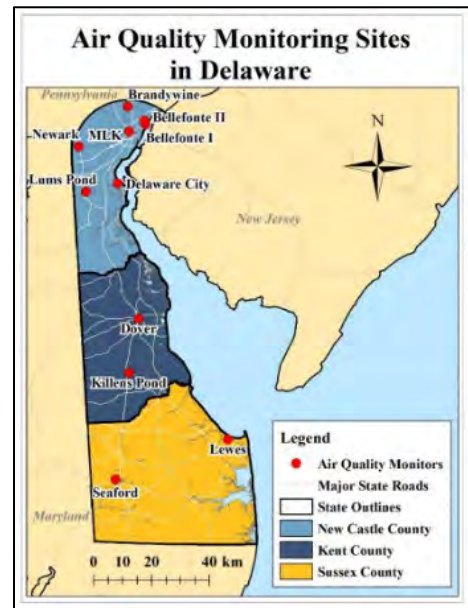 Air Quality Monitoring Sites
in Delaware
Pennsylvania
Brandywine
Bellefonte II
Newark
MLK
Bellefonte I
N
Lums Pond
Delaware City
New Jersey
Dover
Killens Pond
Lewes
Seaford
Maryland
Legend
Air Quality Monitors
Major State Roads
State Outlines
New Castle County
Kent County
Sussex County
0 10 20 40 km